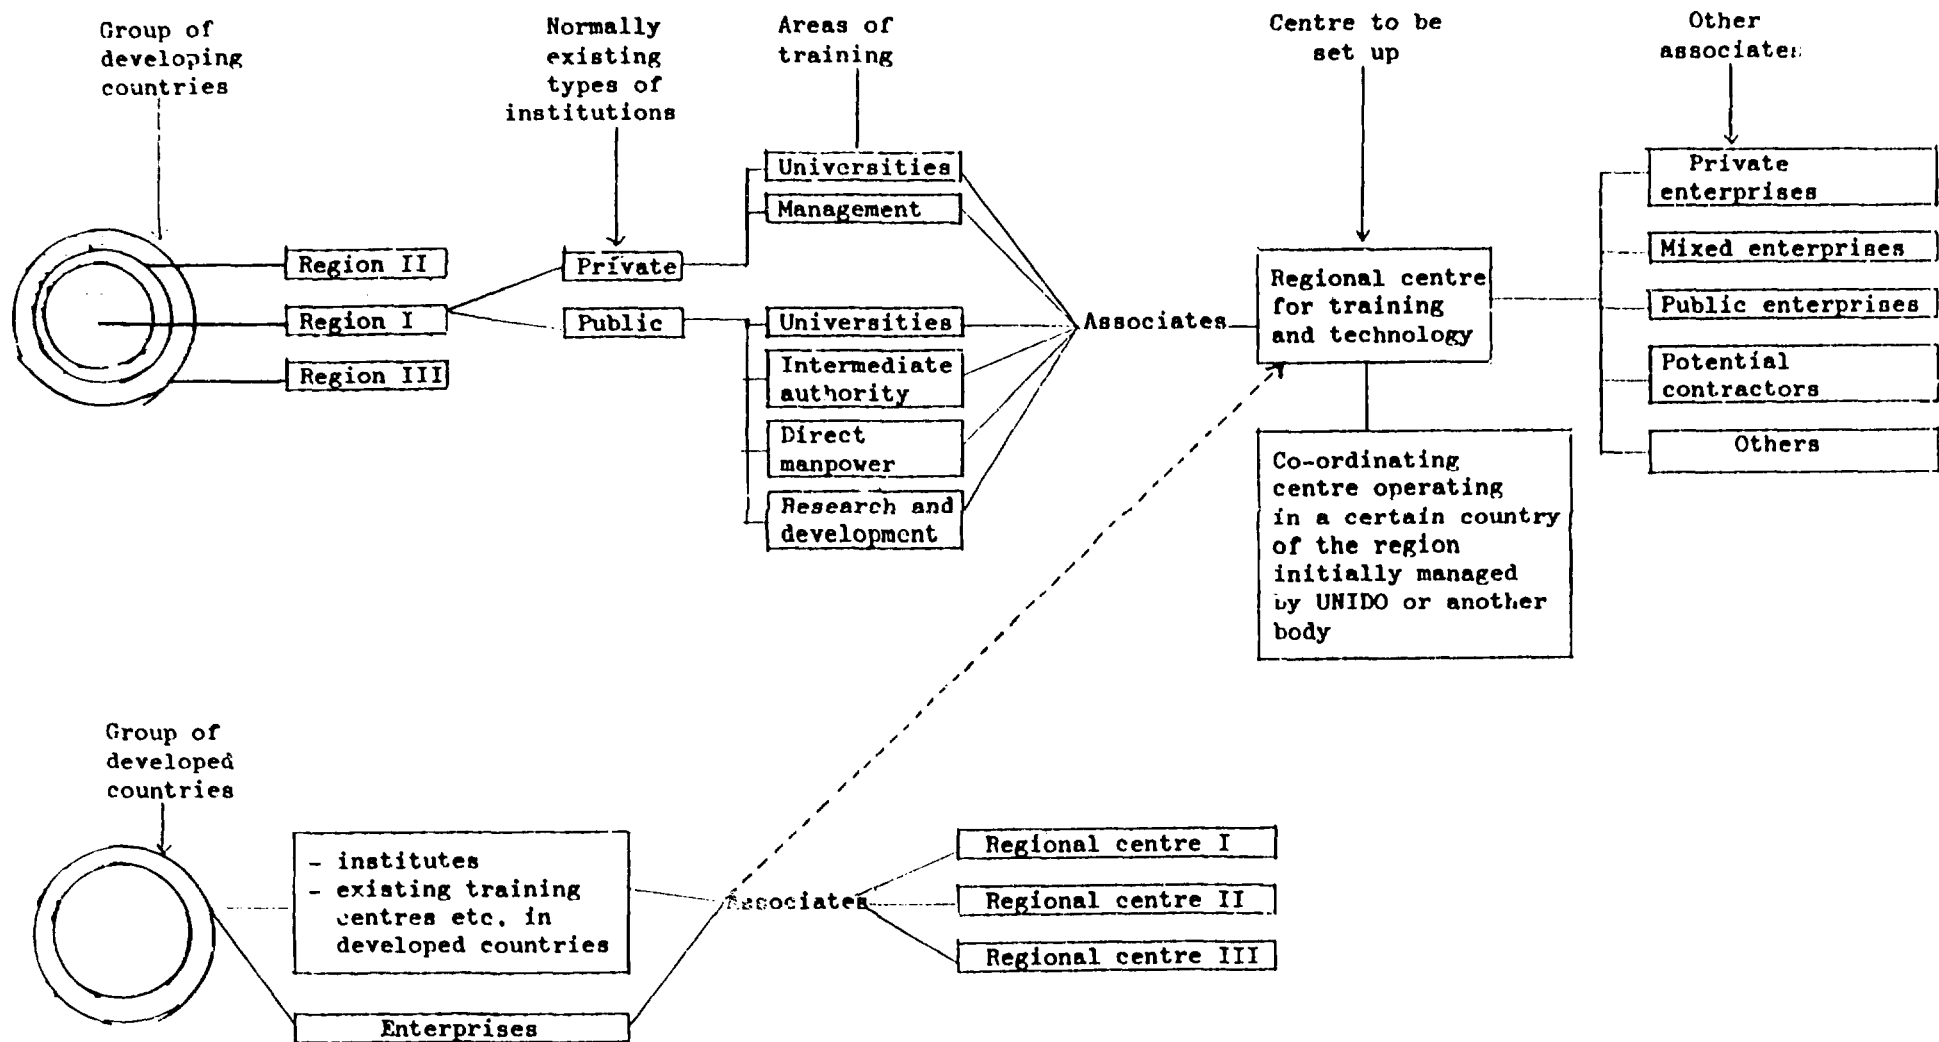 Group of
developing
countries
Normally
existing
types of
institutions
Areas of
training
Centre to be
set up
Other
associates
Region II
Region I
Region III
Private
Public
Universities
Management
Universities
Intermediate
authority
Direct
manpower
Research and
development
Associates
Regional centre
for training
and technology
Co-ordinating
centre operating
in a certain country
of the region
initially managed
by UNIDO or another
body
Private
enterprises
Mixed enterprises
Public enterprises
Potential
contractors
Others
Group of
developed
countries
- institutes
- existing training
centres etc. in
developed countries
Enterprises
Associates
Regional centre I
Regional centre II
Regional centre III